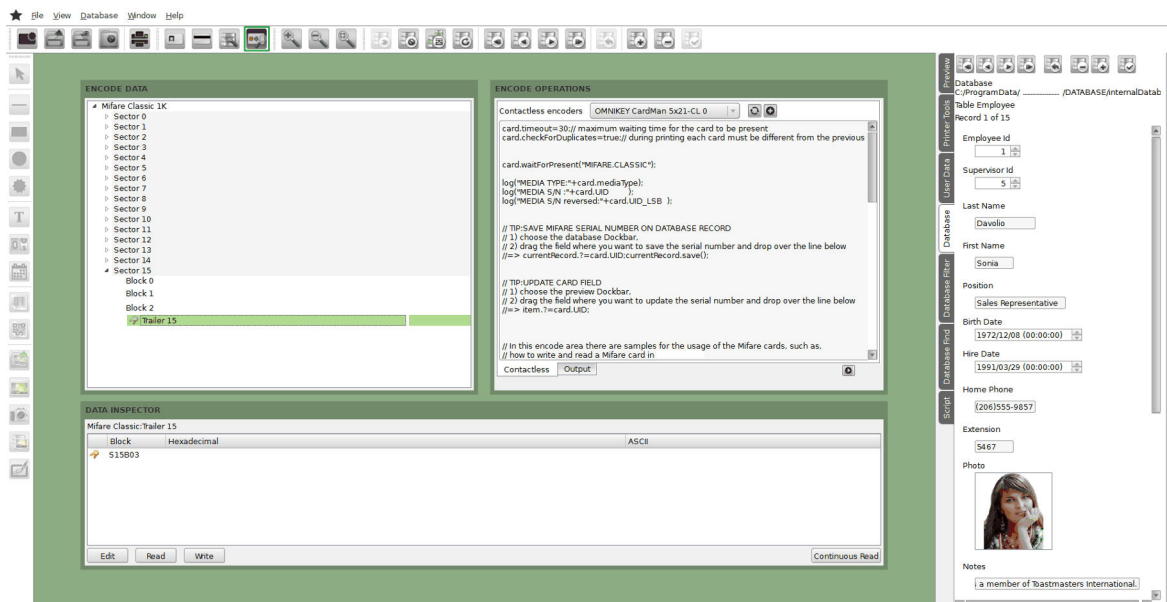 File View Database Window Help
ENCODE DATA
Mifare Classic 1K
Sector 0
Sector 1
Sector 2
Sector 3
Sector 4
Sector 5
Sector 6
Sector 7
Sector 8
Sector 9
Sector 10
Sector 11
Sector 12
Sector 13
Sector 14
Sector 15
Block 0
Block 1
Block 2
Trailer 15
ENCODE OPERATIONS
Contactless encoders OMNIKEY CardMan 5x21-CL 0
card.timeout=30;// maximum waiting time for the card to be present
card.checkForDuplicates=true;// during printing each card must be different from the previous
card.waitForPresent("MIFARE.CLASSIC");
log("MEDIA TYPE:"+card.mediaType);
log("MEDIA S/N :"+card.UID );
log("MEDIA S/N reversed:"+card.UID_LSB );
// TIP:SAVE MIFARE SERIAL NUMBER ON DATABASE RECORD
// 1) choose the database Dockbar,
// 2) drag the field where you want to save the serial number and drop over the line below
//=> currentRecord.?=card.UID;currentRecord.save();
// TIP:UPDATE CARD FIELD
// 1) choose the preview Dockbar,
// 2) drag the field where you want to update the serial number and drop over the line below
//=> item.?=card.UID;
// In this encode area there are samples for the usage of the Mifare cards, such as,
// how to write and read a Mifare card in
Contactless Output
DATA INSPECTOR
Mifare Classic:Trailer 15
Block Hexadecimal ASCII
S15B03
Edit Read Write Continuous Read
Preview
Printer Tools
User Data
Database
Database Filter
Database Find
Script
Database
C:/ProgramData/ /DATABASE/internalDatab
Table Employee
Record 1 of 15
Employee Id
1
Supervisor Id
5
Last Name
Davolio
First Name
Sonia
Position
Sales Representative
Birth Date
1972/12/08 (00:00:00)
Hire Date
1991/03/29 (00:00:00)
Home Phone
(206)555-9857
Extension
5467
Photo
Notes
a member of Toastmasters International.